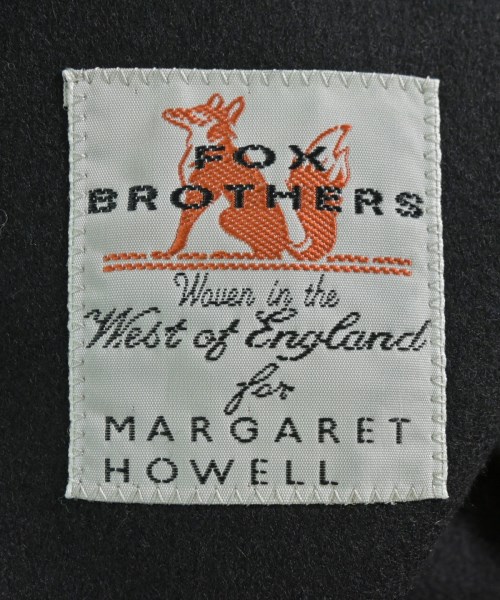 FOX
BROTHERS
Woven in the
West of England
for
MARGARET
HOWELL